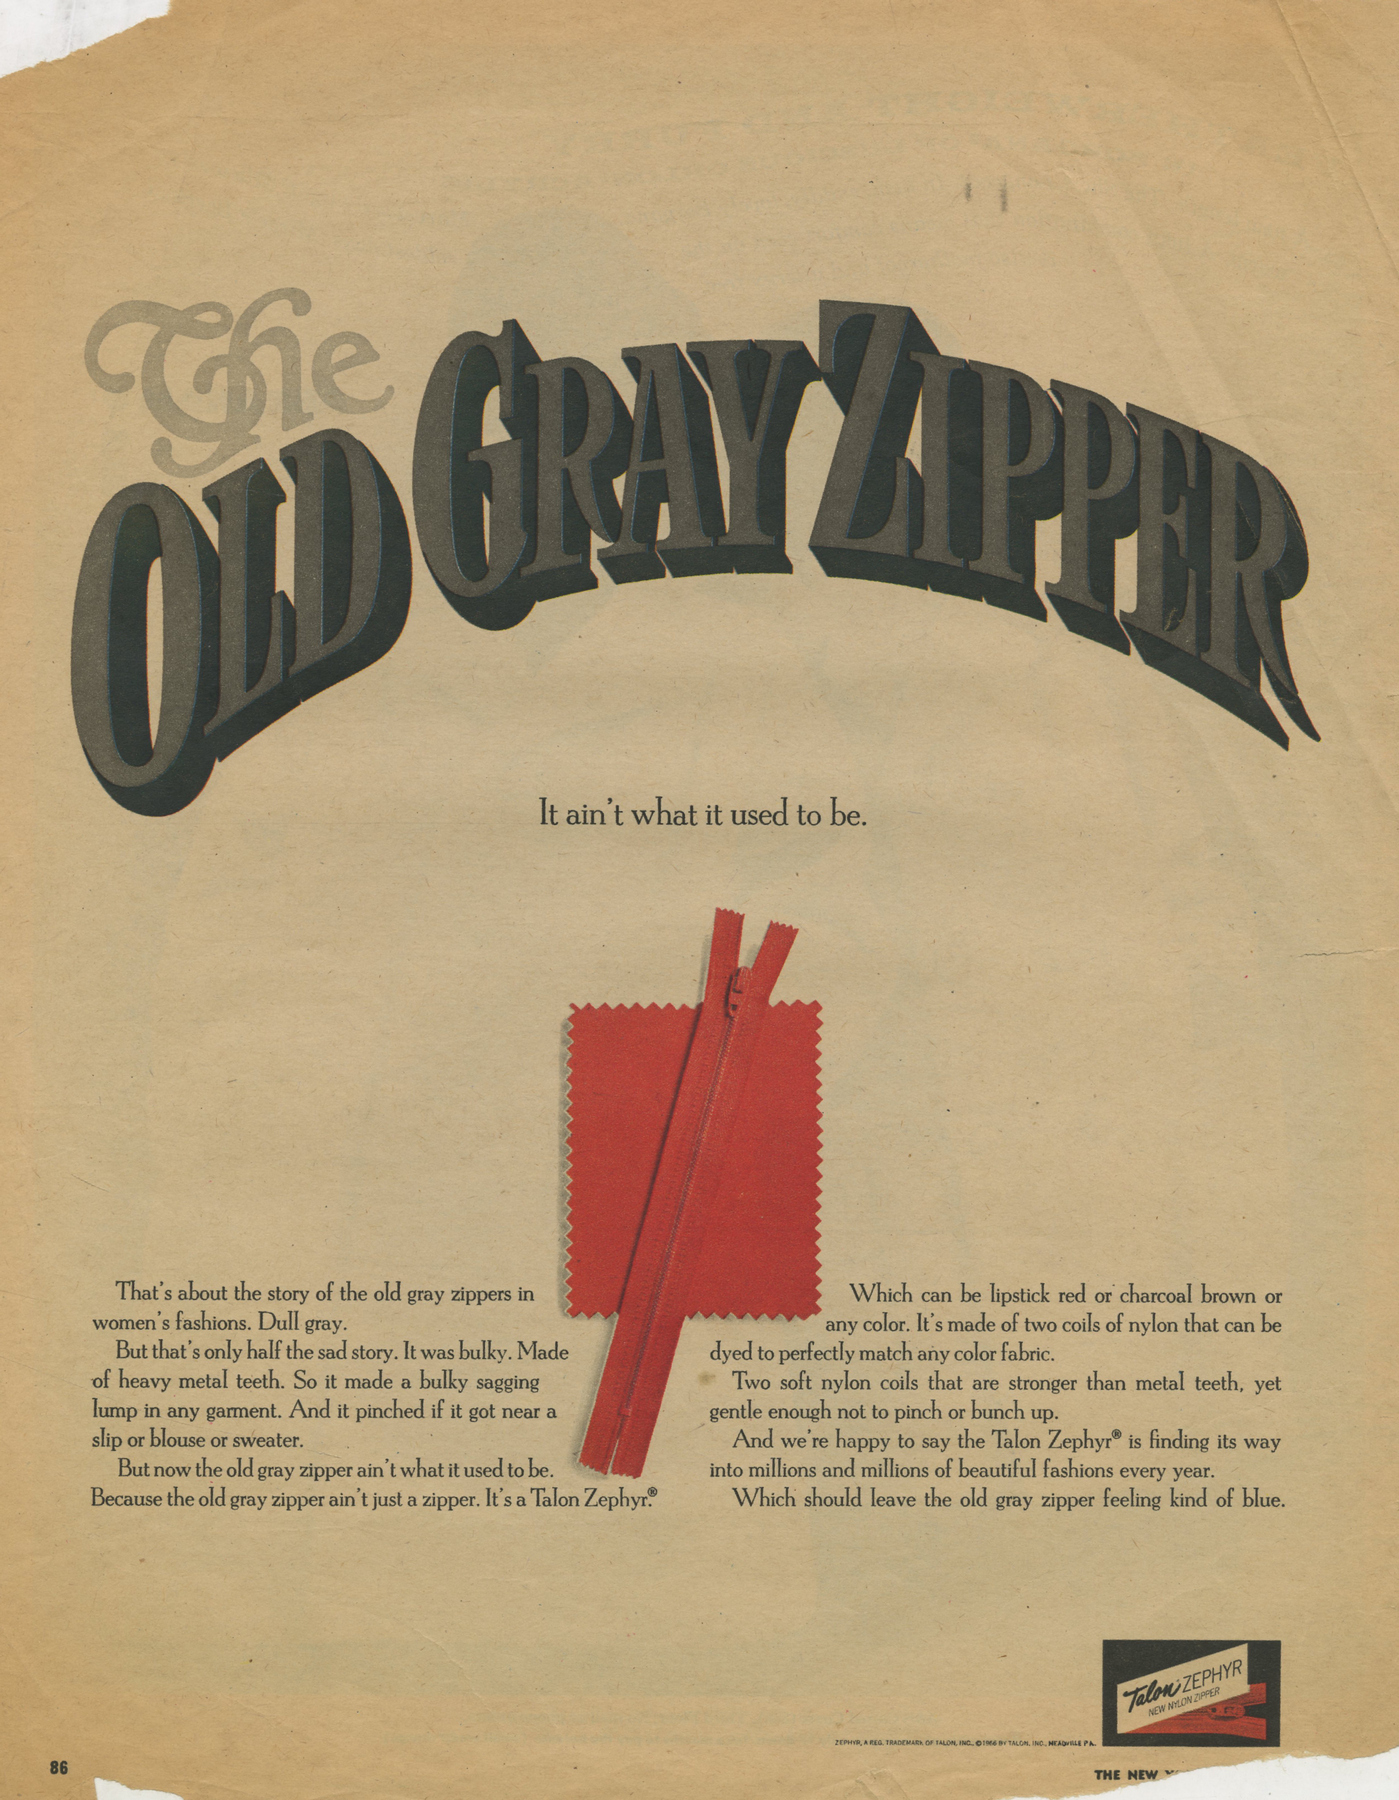 The
OLD GRAY ZIPPER
It ain't what it used to be.
That's about the story of the old gray zippers in
women's fashions. Dull gray.
But that's only half the sad story. It was bulky. Made
of heavy metal teeth. So it made a bulky sagging
lump in any garment. And it pinched if it got near a
slip or blouse or sweater.
But now the old gray zipper ain't what it used to be.
Because the old gray zipper ain't just a zipper. It's a Talon Zephyr.®
Which can be lipstick red or charcoal brown or
any color. It's made of two coils of nylon that can be
dyed to perfectly match any color fabric.
Two soft nylon coils that are stronger than metal teeth, yet
gentle enough not to pinch or bunch up.
And we're happy to say the Talon Zephyr® is finding its way
into millions and millions of beautiful fashions every year.
Which should leave the old gray zipper feeling kind of blue.
Talon ZEPHYR
NEW NYLON ZIPPER
ZEPHYR, A REG. TRADEMARK OF TALON, INC., ©1966 BY TALON, INC., MEADVILLE PA.
86
THE NEW